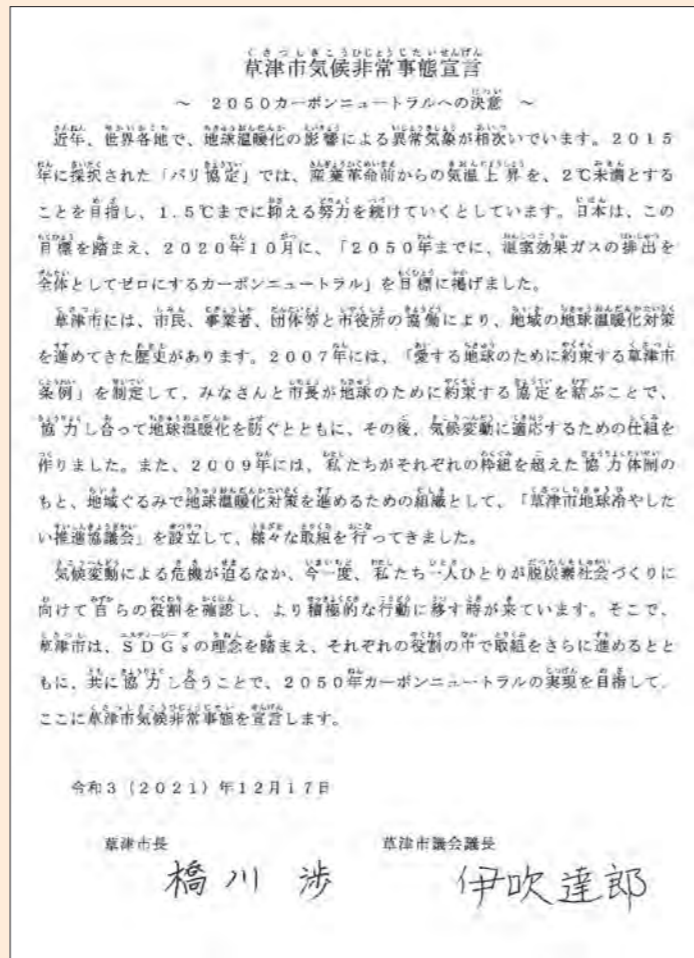 草津市気候非常事態宣言
～ 2050カーボンニュートラルへの決意 ～
近年、世界各地で、地球温暖化の影響による異常気象が相次いでいます。2015
年に採択された「パリ協定」では、産業革命前からの気温上昇を、2℃未満とする
ことを目指し、1.5℃までに抑える努力を続けていくとしています。日本は、この
目標を踏まえ、2020年10月に、「2050年までに、温室効果ガスの排出を
全体としてゼロにするカーボンニュートラル」を目標に掲げました。
草津市には、市民、事業者、団体等と市役所の協働により、地域の地球温暖化対策
を進めてきた歴史があります。2007年には、「愛する地球のために約束する草津市
条例」を制定して、みなさんと市長が地球のために約束する協定を結ぶことで、
協力し合って地球温暖化を防ぐとともに、その後、気候変動に適応するための仕組を
作りました。また、2009年には、私たちがそれぞれの枠組を超えた協力体制の
もと、地域ぐるみで地球温暖化対策を進めるための組織として、「草津市地球冷やした
い推進協議会」を設立して、様々な取組を行ってきました。
気候変動による危機が迫るなか、今一度、私たち一人ひとりが脱炭素社会づくりに
向けて自らの役割を確認し、より積極的な行動に移す時が来ています。そこで、
草津市は、SDGsの理念を踏まえ、それぞれの役割の中で取組をさらに進めるとと
もに、共に協力し合うことで、2050年カーボンニュートラルの実現を目指して、
ここに草津市気候非常事態を宣言します。
令和3(2021)年12月17日
草津市長 草津市議会議長
橋川 渉 伊吹達郎